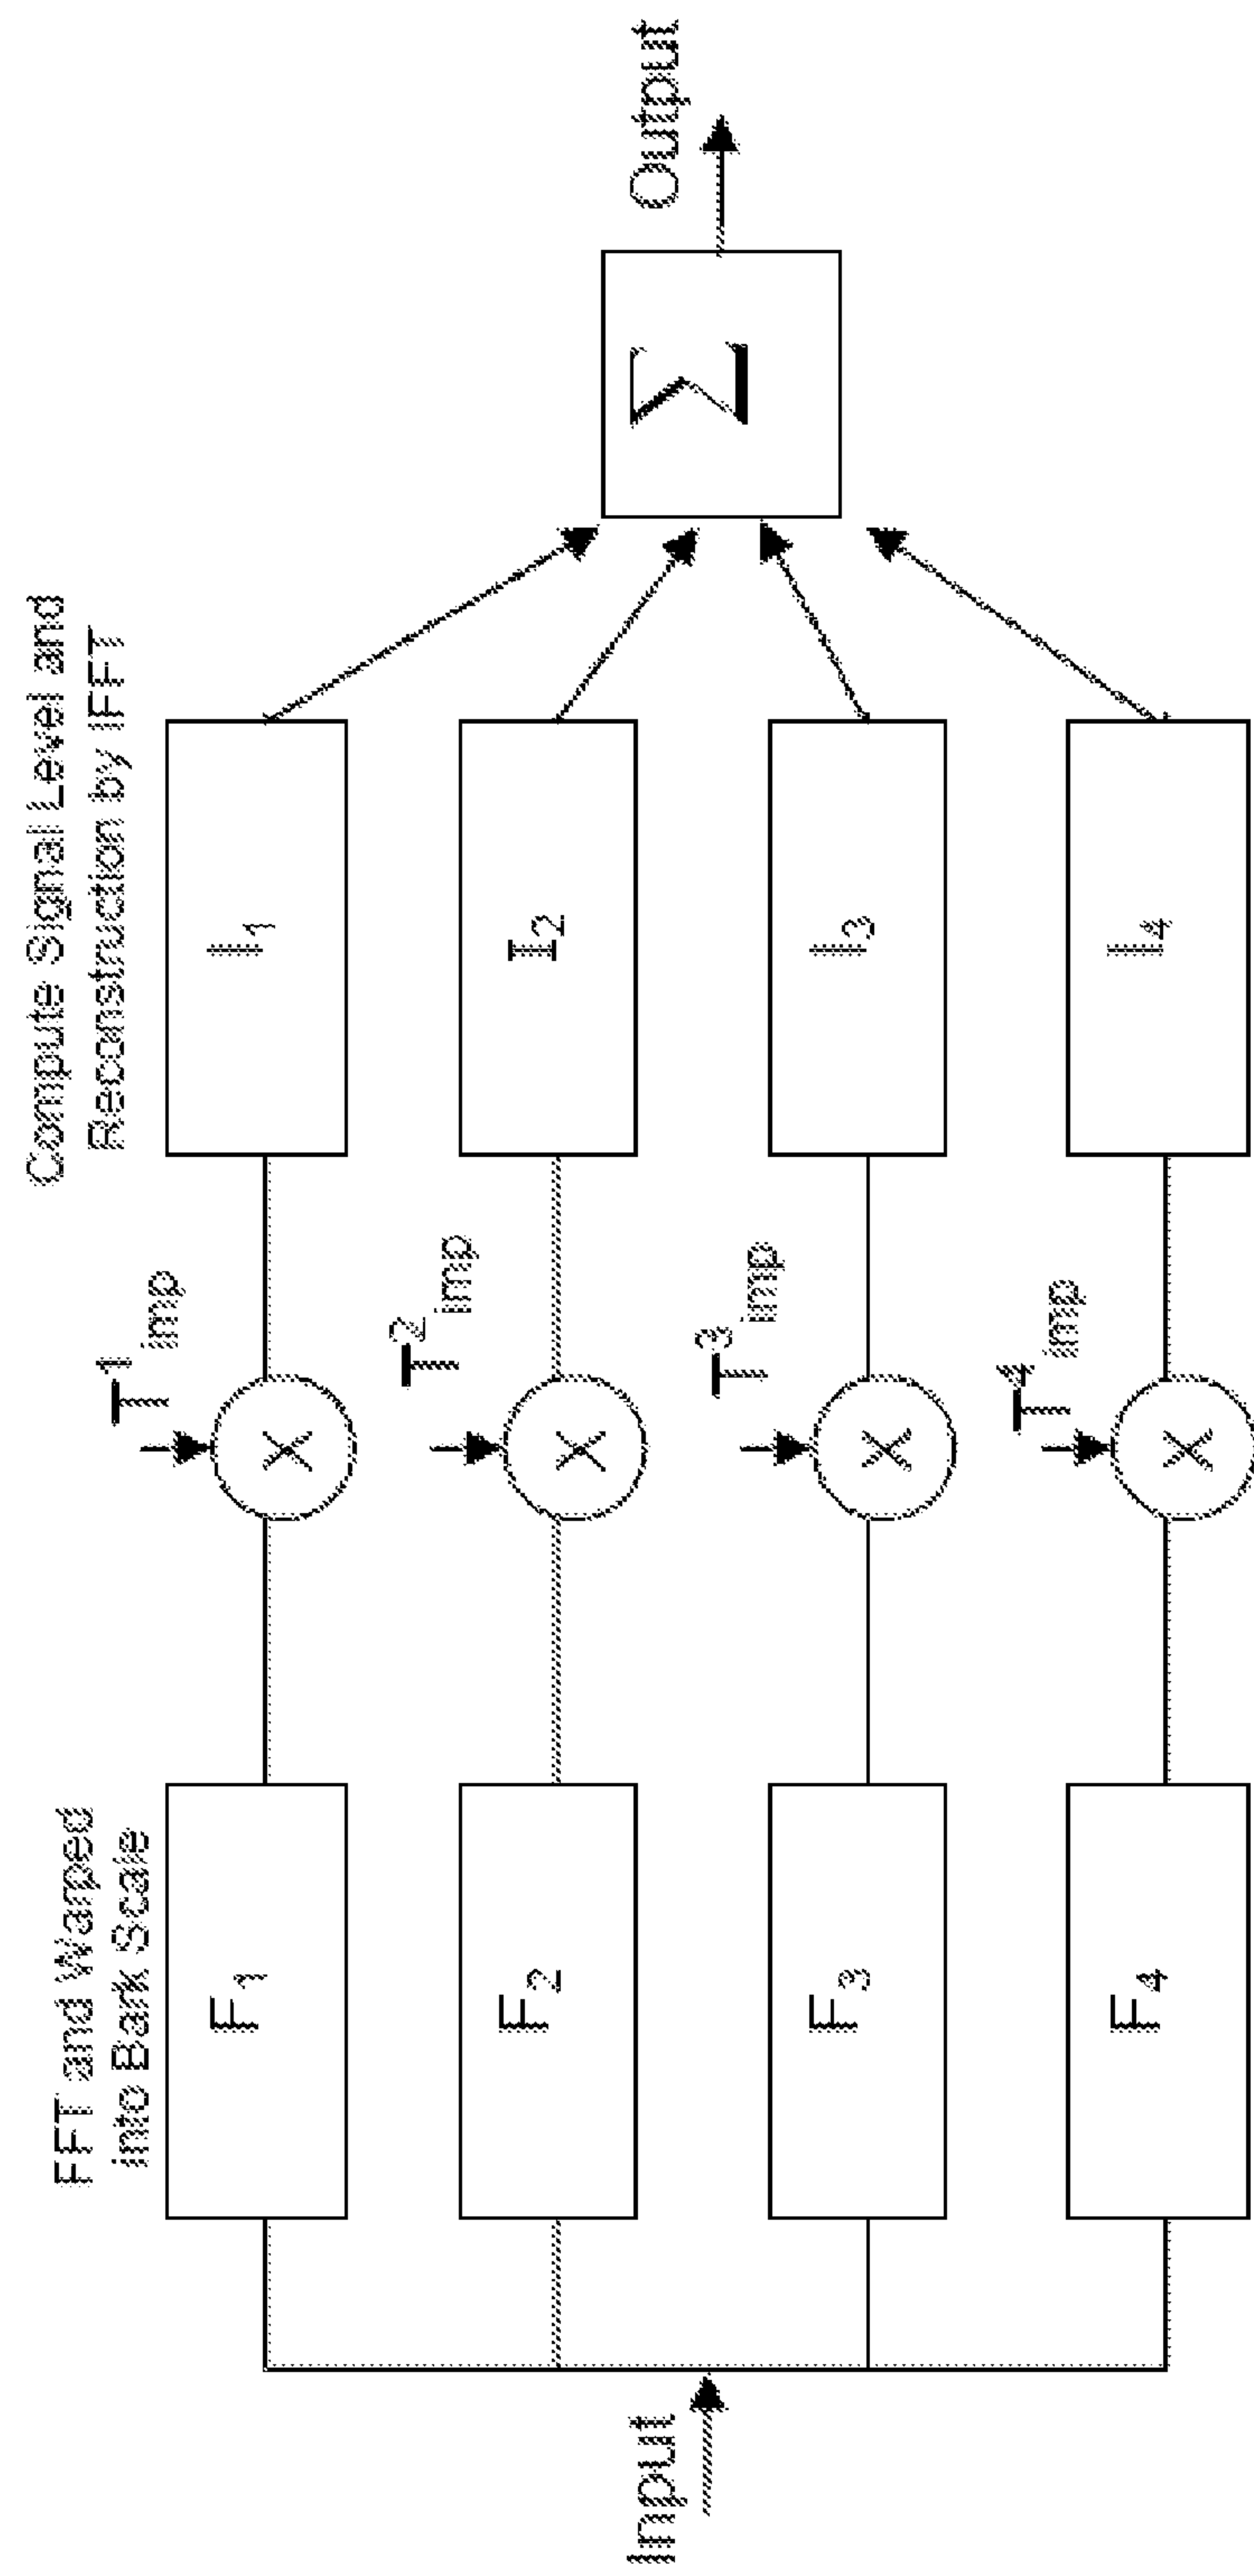 FFT and Warped
into Bark Scale
Compute Signal Level and
Reconstruction by IFFT
Input
F1
F2
F3
F4
T1imp
T2imp
T3imp
T4imp
X
X
X
X
I1
I2
I3
I4
Σ
Output